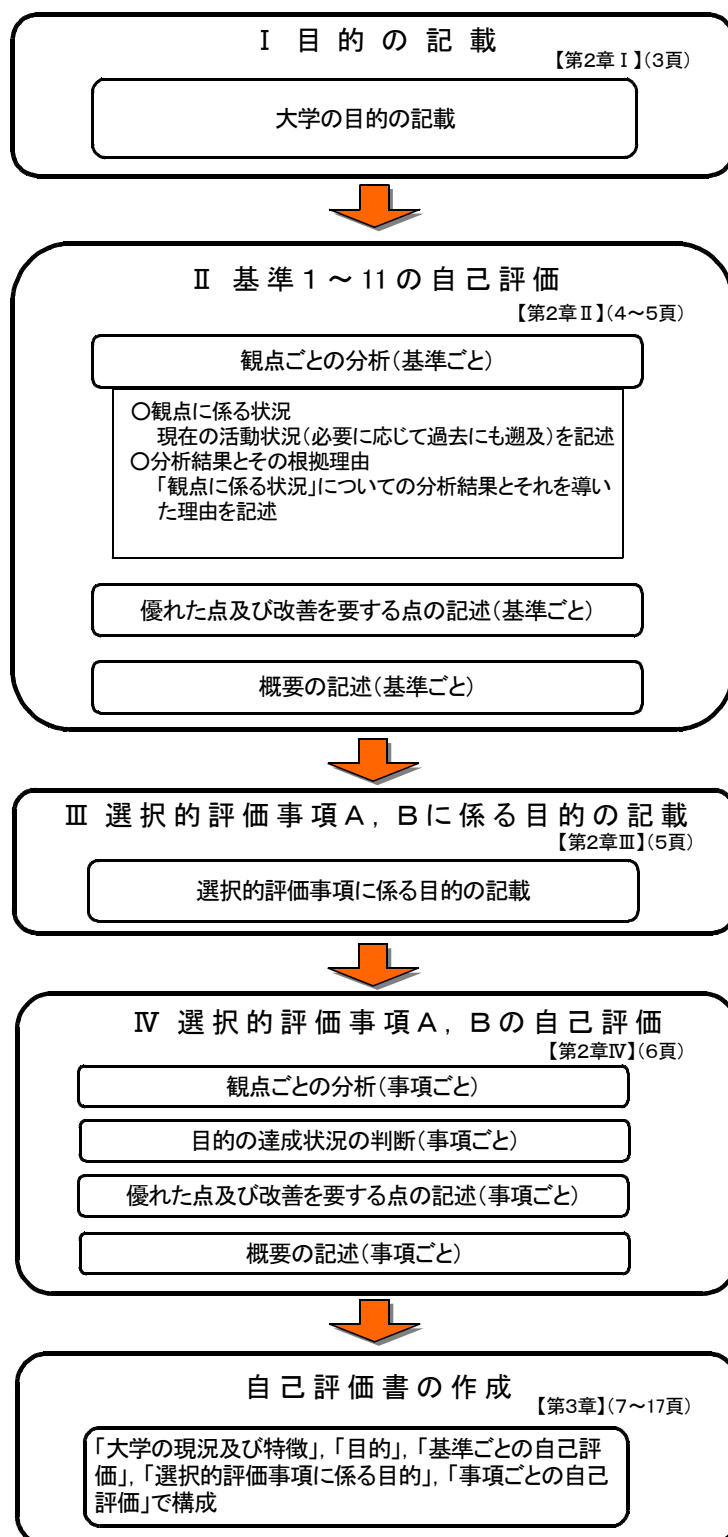 Ⅰ 目的の記載
【第2章Ⅰ】(3頁)
大学の目的の記載
Ⅱ 基準1～11の自己評価
【第2章Ⅱ】(4～5頁)
観点ごとの分析(基準ごと)
○観点に係る状況
現在の活動状況(必要に応じて過去にも遡及)を記述
○分析結果とその根拠理由
「観点に係る状況」についての分析結果とそれを導い
た理由を記述
優れた点及び改善を要する点の記述(基準ごと)
概要の記述(基準ごと)
Ⅲ 選択的評価事項A，Bに係る目的の記載
【第2章Ⅲ】(5頁)
選択的評価事項に係る目的の記載
Ⅳ 選択的評価事項A，Bの自己評価
【第2章Ⅳ】(6頁)
観点ごとの分析(事項ごと)
目的の達成状況の判断(事項ごと)
優れた点及び改善を要する点の記述(事項ごと)
概要の記述(事項ごと)
自己評価書の作成
【第3章】(7～17頁)
「大学の現況及び特徴」，「目的」，「基準ごとの自己評
価」，「選択的評価事項に係る目的」，「事項ごとの自己
評価」で構成